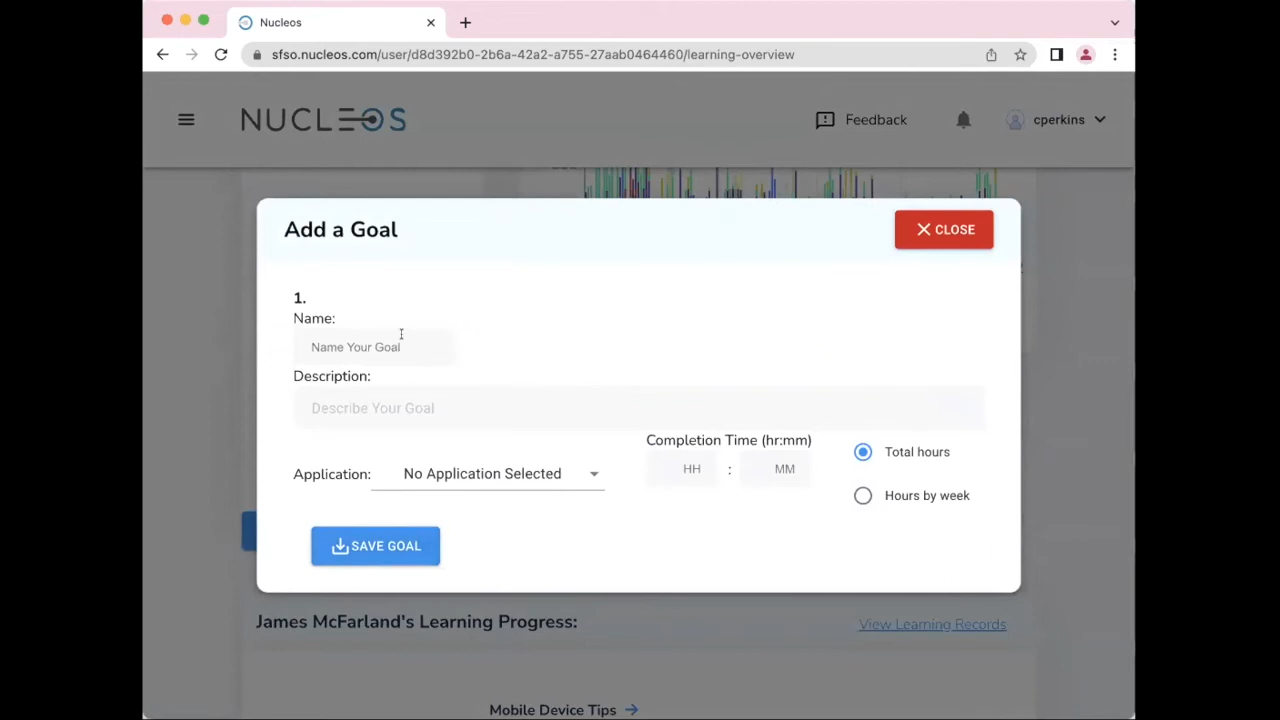 Nucleos
sfso.nucleos.com/user/d8d392b0-2b6a-42a2-a755-27aab0464460/learning-overview
NUCLEOS
Feedback
cperkins
Add a Goal
CLOSE
1.
Name:
Name Your Goal
Description:
Describe Your Goal
Completion Time (hr:mm)
Application: No Application Selected
HH : MM
Total hours
Hours by week
SAVE GOAL
James McFarland's Learning Progress:
View Learning Records
Mobile Device Tips